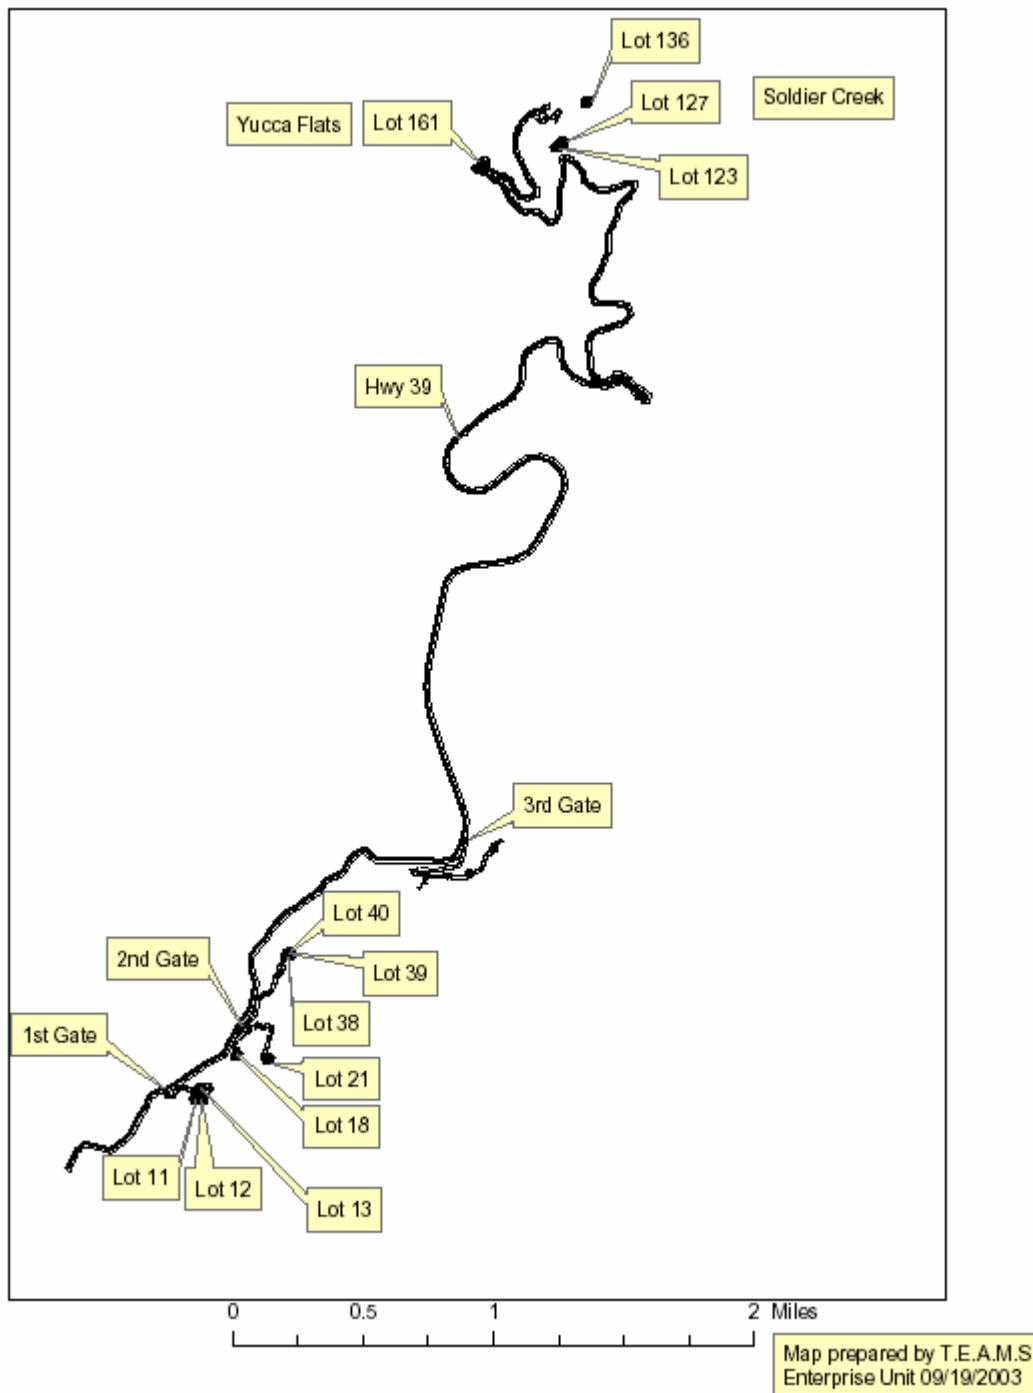 Lot 136
Lot 127
Soldier Creek
Yucca Flats
Lot 161
Lot 123
Hwy 39
3rd Gate
Lot 40
2nd Gate
Lot 39
Lot 38
1st Gate
Lot 21
Lot 18
Lot 11
Lot 12
Lot 13
0 0.5 1 2 Miles
Map prepared by T.E.A.M.S
Enterprise Unit 09/19/2003